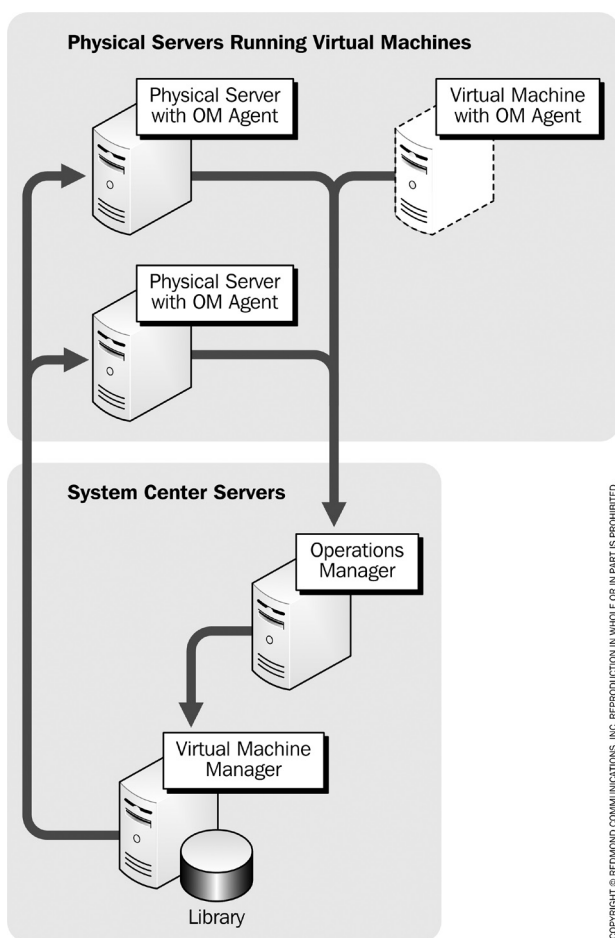 Physical Servers Running Virtual Machines
Physical Server
with OM Agent
Virtual Machine
with OM Agent
Physical Server
with OM Agent
System Center Servers
Operations
Manager
Virtual Machine
Manager
Library
COPYRIGHT © REDMOND COMMUNICATIONS, INC. REPRODUCTION IN WHOLE OR IN PART IS PROHIBITED